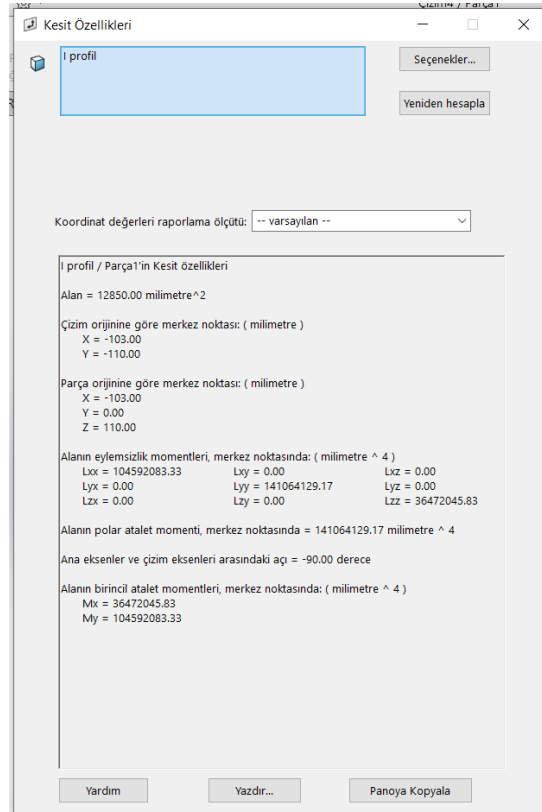 Çizim4 / Parça1
Kesit Özellikleri
I profil
Seçenekler...
Yeniden hesapla
Koordinat değerleri raporlama ölçütü: -- varsayılan --
I profil / Parça1'in Kesit özellikleri
Alan = 12850.00 milimetre^2
Çizim orijinine göre merkez noktası: ( milimetre )
X = -103.00
Y = -110.00
Parça orijinine göre merkez noktası: ( milimetre )
X = -103.00
Y = 0.00
Z = 110.00
Alanın eylemsizlik momentleri, merkez noktasında: ( milimetre ^ 4 )
Lxx = 104592083.33 Lxy = 0.00 Lxz = 0.00
Lyx = 0.00 Lyy = 141064129.17 Lyz = 0.00
Lzx = 0.00 Lzy = 0.00 Lzz = 36472045.83
Alanın polar atalet momenti, merkez noktasında = 141064129.17 milimetre ^ 4
Ana eksenler ve çizim eksenleri arasındaki açı = -90.00 derece
Alanın birincil atalet momentleri, merkez noktasında: ( milimetre ^ 4 )
Mx = 36472045.83
My = 104592083.33
Yardım Yazdır... Panoya Kopyala